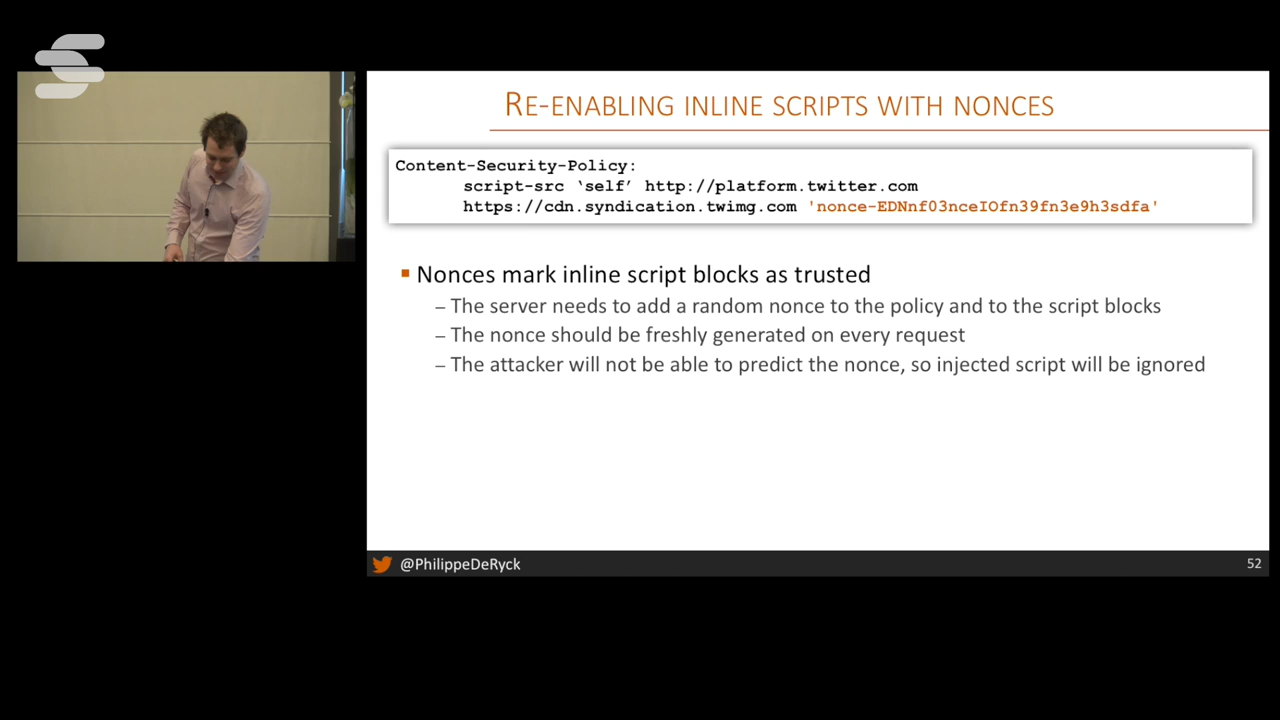 RE-ENABLING INLINE SCRIPTS WITH NONCES
Content-Security-Policy:
script-src ‘self’ http://platform.twitter.com
https://cdn.syndication.twimg.com 'nonce-EDNnf03nceIOfn39fn3e9h3sdfa'
Nonces mark inline script blocks as trusted
– The server needs to add a random nonce to the policy and to the script blocks
– The nonce should be freshly generated on every request
– The attacker will not be able to predict the nonce, so injected script will be ignored
@PhilippeDeRyck
52